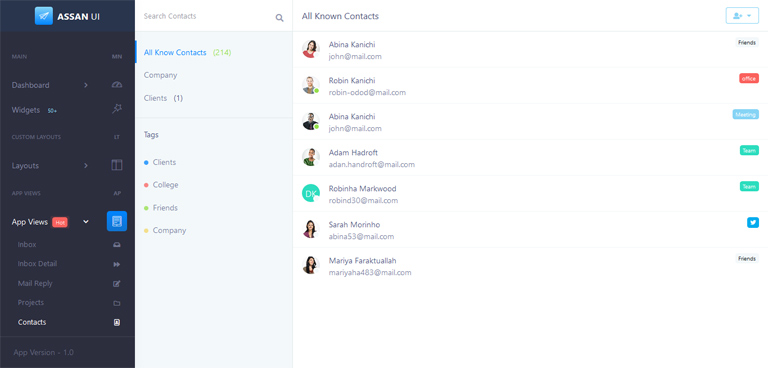 ASSAN UI
MAIN MN
Dashboard
Widgets 50+
CUSTOM LAYOUTS ST
Layouts
APP VIEWS AP
App Views Hot
Inbox
Inbox Detail
Mail Reply
Projects
Contacts
App Version - 1.0
Search Contacts
All Know Contacts (214)
Company
Clients (1)
Tags
Clients
College
Friends
Company
All Known Contacts
Abina Kanichi Friends
john@mail.com
Robin Kanichi office
robin-odod@mail.com
Abina Kanichi Meeting
john@mail.com
Adam Hadroft Team
adan.handroft@mail.com
DK
Robinha Markwood Team
robind30@mail.com
Sarah Morinho
abina53@mail.com
Mariya Faraktuallah Friends
mariyaha483@mail.com